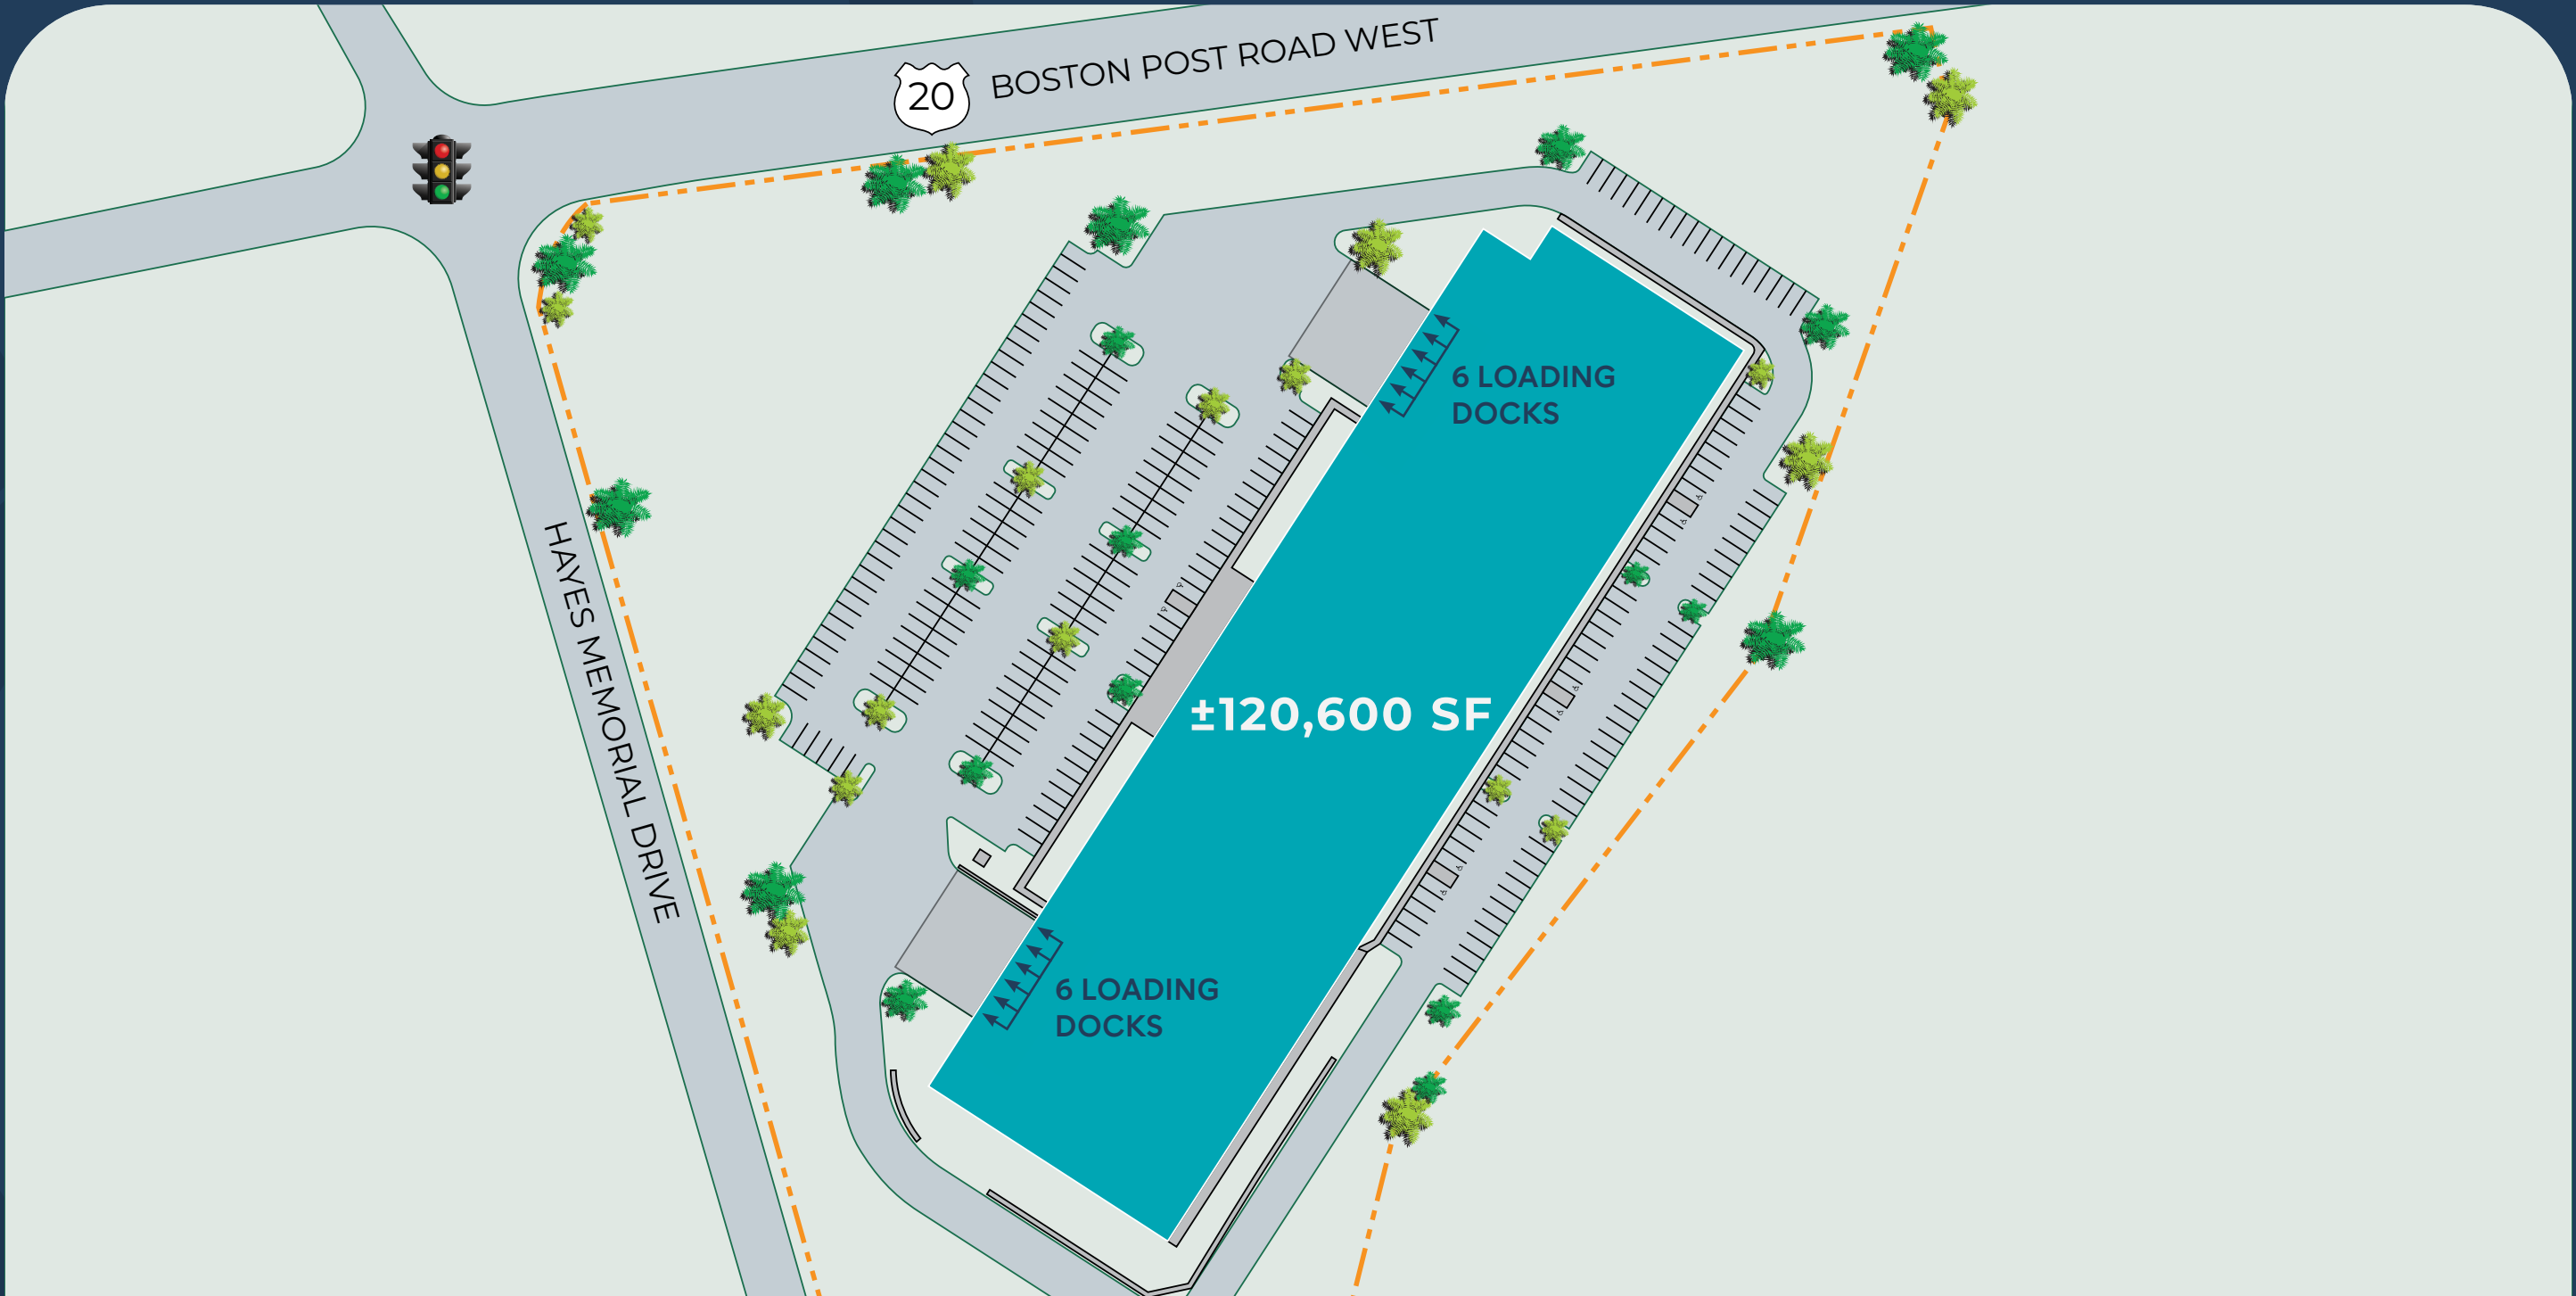 20
BOSTON POST ROAD WEST
6 LOADING
DOCKS
HAYES MEMORIAL DRIVE
±120,600 SF
6 LOADING
DOCKS